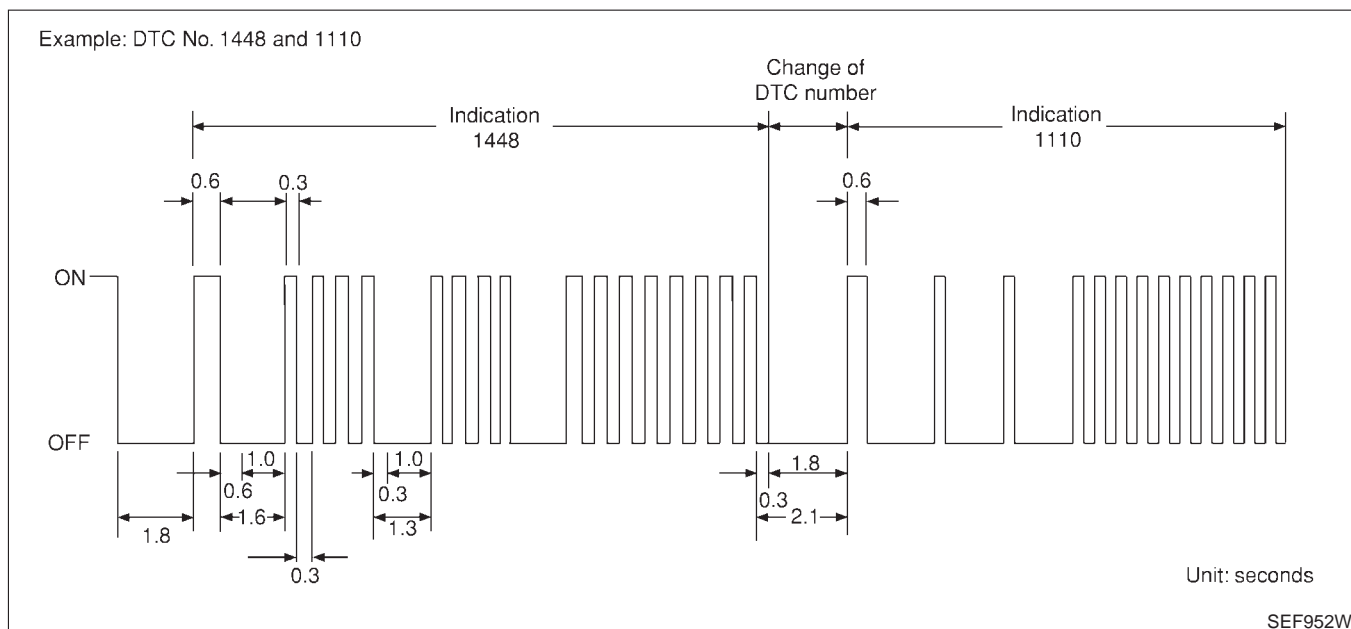 Example: DTC No. 1448 and 1110
Change of
DTC number
Indication
1448
Indication
1110
0.6
0.3
0.6
ON
OFF
1.0
1.0
1.8
0.6
0.3
0.3
1.6
1.3
2.1
1.8
0.3
Unit: seconds
SEF952W